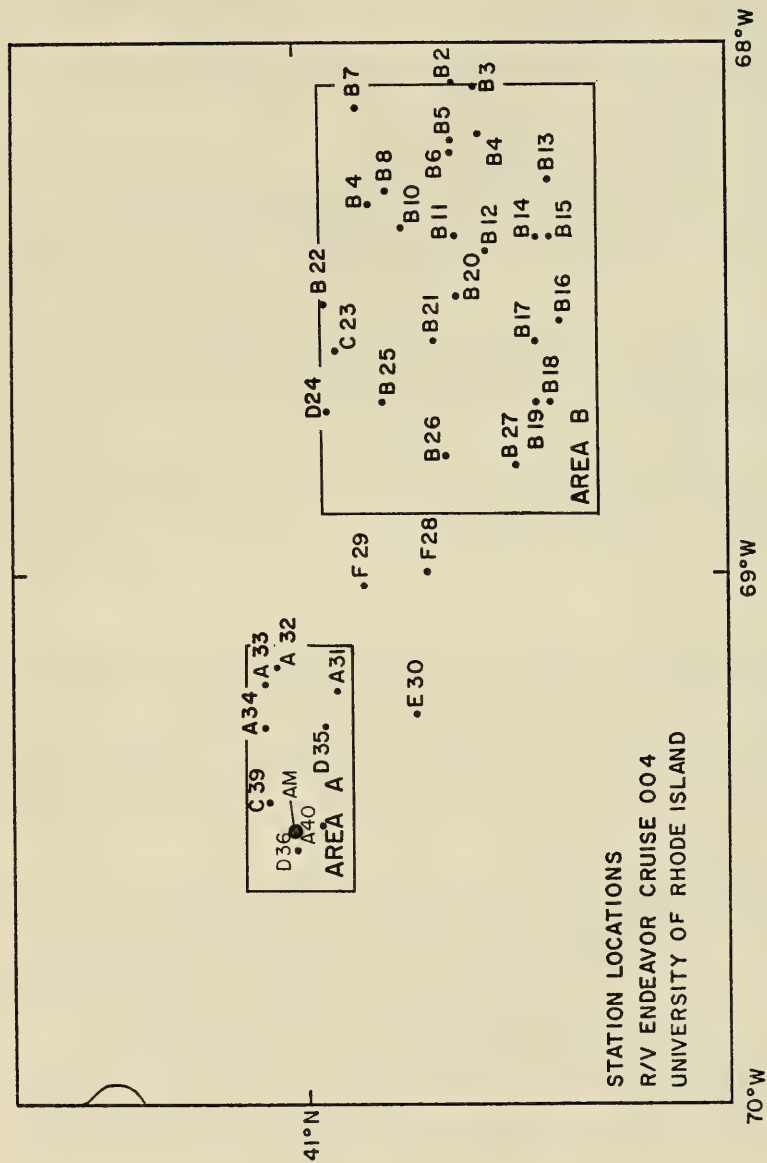 68°W
B7
B2
B3
B4
B8
B6
B5
B10
B4
B11
B13
B14
B12
B15
B22
B20
C23
B21
B16
B17
B25
D24
B18
B19
B26
B27
AREA B
F29
F28
69°W
A33
A32
A34
A31
E30
D35
C39
AM
D36
A40
AREA A
41°N
STATION LOCATIONS
R/V ENDEAVOR CRUISE 004
UNIVERSITY OF RHODE ISLAND
70°W